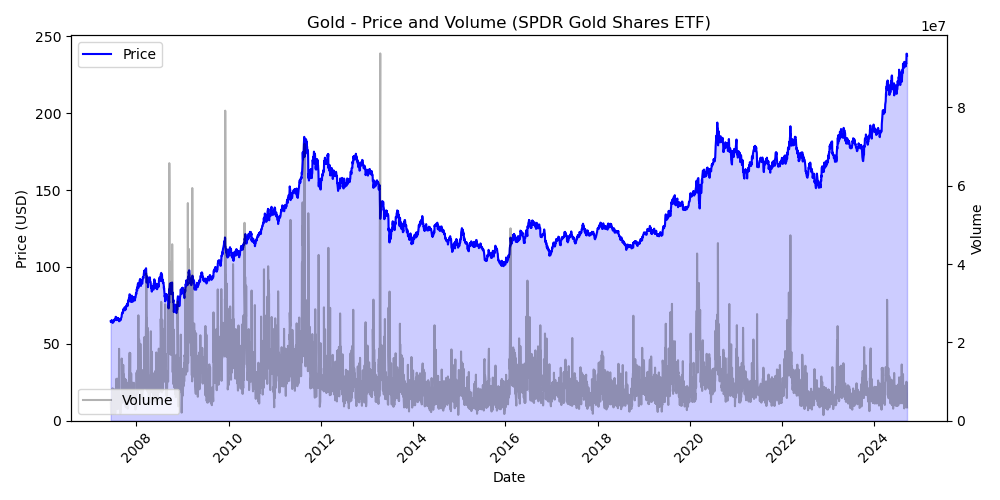 Gold - Price and Volume (SPDR Gold Shares ETF)
1e7
Price
Volume
Price (USD)
250
200
150
100
50
0
Volume
8
6
4
2
0
2008
2010
2012
2014
2016
2018
2020
2022
2024
Date